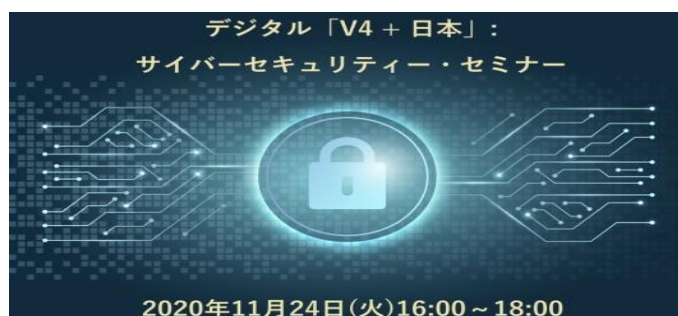 デジタル「V4 + 日本」:
サイバーセキュリティー・セミナー
2020年11月24日(火)16:00～18:00